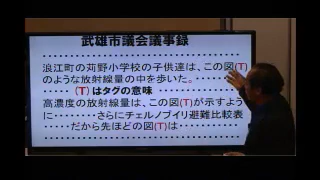 武雄市議会議事録
‥‥‥‥‥‥‥‥‥‥‥‥‥‥‥‥‥‥
浪江町の苅野小学校の子供達は、この図(T)
のような放射線量の中を歩いた。‥‥‥‥
‥‥‥‥(T)はタグの意味‥‥‥‥‥‥
高濃度の放射線量は、この図(T)が示すよう
に‥‥‥‥さらにチェルノブイリ避難比較表
‥‥‥だから先ほどの図(T)は‥‥‥‥
‥‥‥‥‥‥‥‥‥‥‥‥‥‥‥‥‥‥